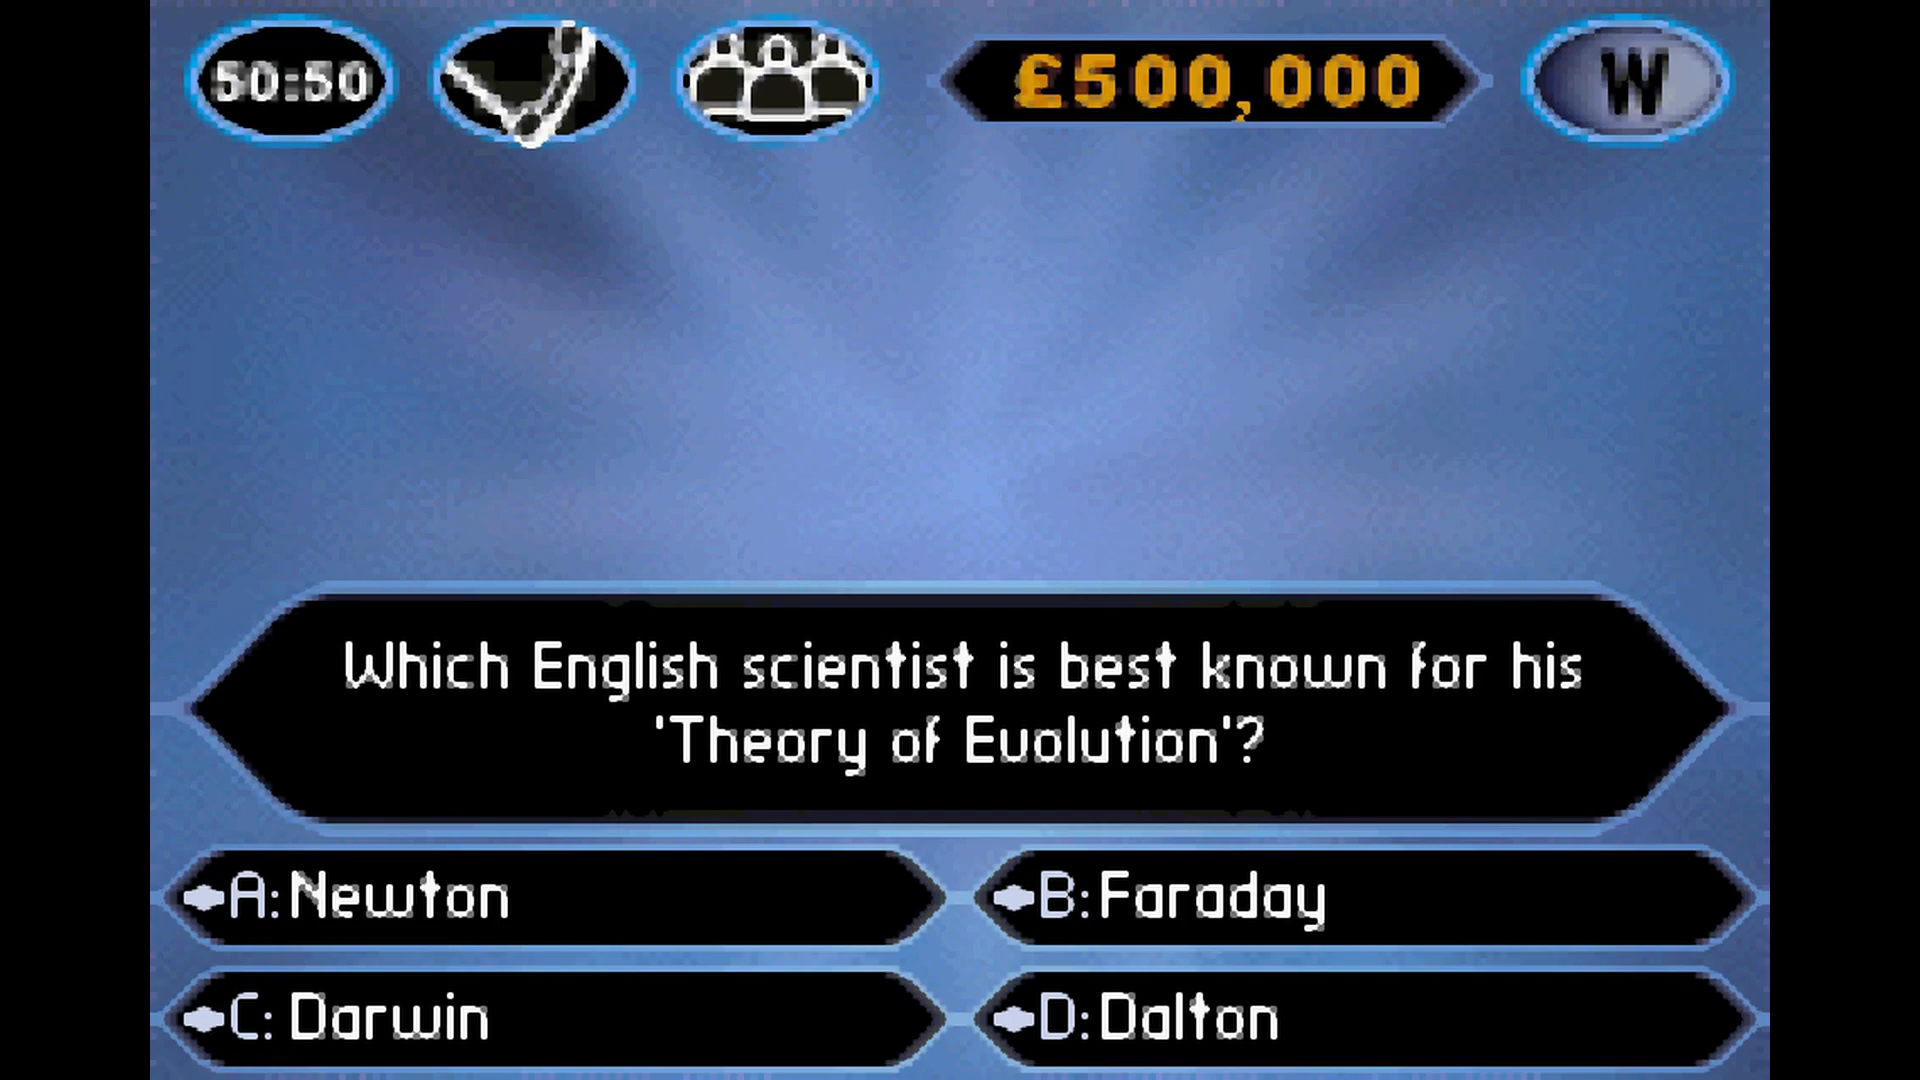 50:50
£500,000
W
Which English scientist is best known for his
'Theory of Evolution'?
A: Newton
B: Faraday
C: Darwin
D: Dalton